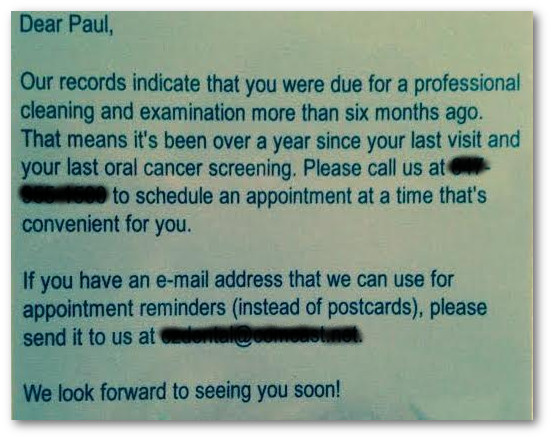 Dear Paul,
Our records indicate that you were due for a professional
cleaning and examination more than six months ago.
That means it's been over a year since your last visit and
your last oral cancer screening. Please call us at
to schedule an appointment at a time that's
convenient for you.
If you have an e-mail address that we can use for
appointment reminders (instead of postcards), please
send it to us at
We look forward to seeing you soon!